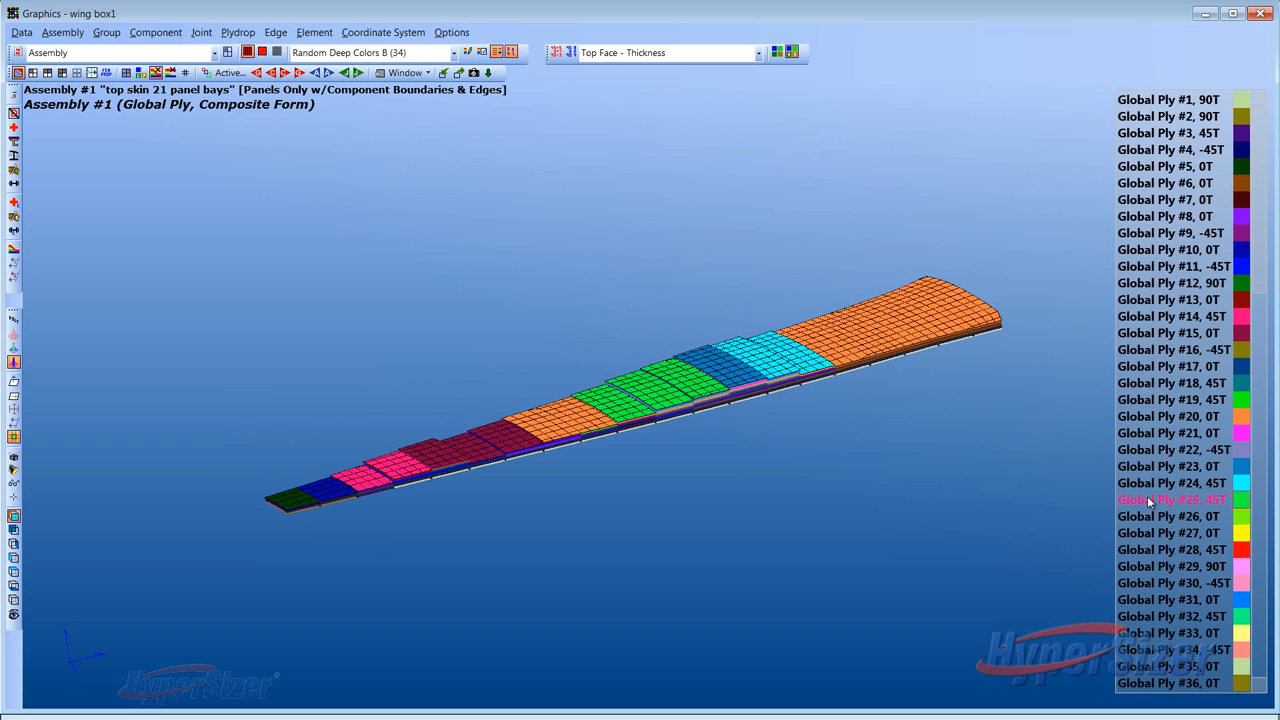 Graphics - wing box1
Data Assembly Group Component Joint Plydrop Edge Element Coordinate System Options
Assembly Random Deep Colors B (34) Top Face - Thickness
Active... Window
Assembly #1 "top skin 21 panel bays" [Panels Only w/Component Boundaries & Edges]
Assembly #1 (Global Ply, Composite Form)
Global Ply #1, 90T
Global Ply #2, 90T
Global Ply #3, 45T
Global Ply #4, -45T
Global Ply #5, 0T
Global Ply #6, 0T
Global Ply #7, 0T
Global Ply #8, 0T
Global Ply #9, -45T
Global Ply #10, 0T
Global Ply #11, -45T
Global Ply #12, 90T
Global Ply #13, 0T
Global Ply #14, 45T
Global Ply #15, 0T
Global Ply #16, -45T
Global Ply #17, 0T
Global Ply #18, 45T
Global Ply #19, 45T
Global Ply #20, 0T
Global Ply #21, 0T
Global Ply #22, -45T
Global Ply #23, 0T
Global Ply #24, 45T
Global Ply #25, 45T
Global Ply #26, 0T
Global Ply #27, 0T
Global Ply #28, 45T
Global Ply #29, 90T
Global Ply #30, -45T
Global Ply #31, 0T
Global Ply #32, 45T
Global Ply #33, 0T
Global Ply #34, -45T
Global Ply #35, 0T
Global Ply #36, 0T
HyperSizer
HyperSizer